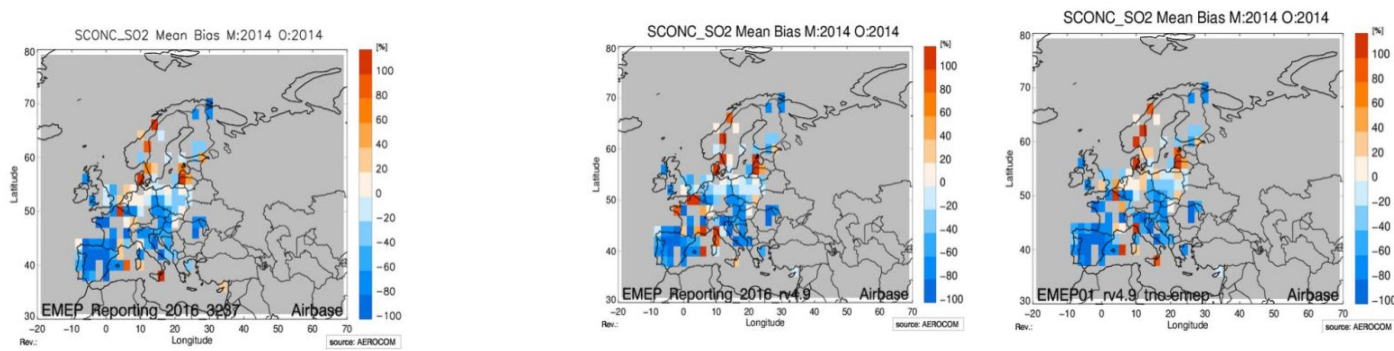 SCONC_SO2 Mean Bias M:2014 O:2014
[%]
80
70
60
50
40
30
Latitude
100
80
60
40
20
0
−20
−40
−60
−80
−100
EMEP_Reporting_2016_3237 Airbase
−20 −10 0 10 20 30 40 50 60 70
Longitude
Rev.:
source: AEROCOM
SCONC_SO2 Mean Bias M:2014 O:2014
[%]
80
70
60
50
40
30
Latitude
100
80
60
40
20
0
−20
−40
−60
−80
−100
EMEP_Reporting_2016_rv4.9 Airbase
−20 −10 0 10 20 30 40 50 60 70
Longitude
Rev.:
source: AEROCOM
SCONC_SO2 Mean Bias M:2014 O:2014
[%]
80
70
60
50
40
30
Latitude
100
80
60
40
20
0
−20
−40
−60
−80
−100
EMEP01_rv4.9_tno-emep Airbase
−20 −10 0 10 20 30 40 50 60 70
Longitude
Rev.:
source: AEROCOM